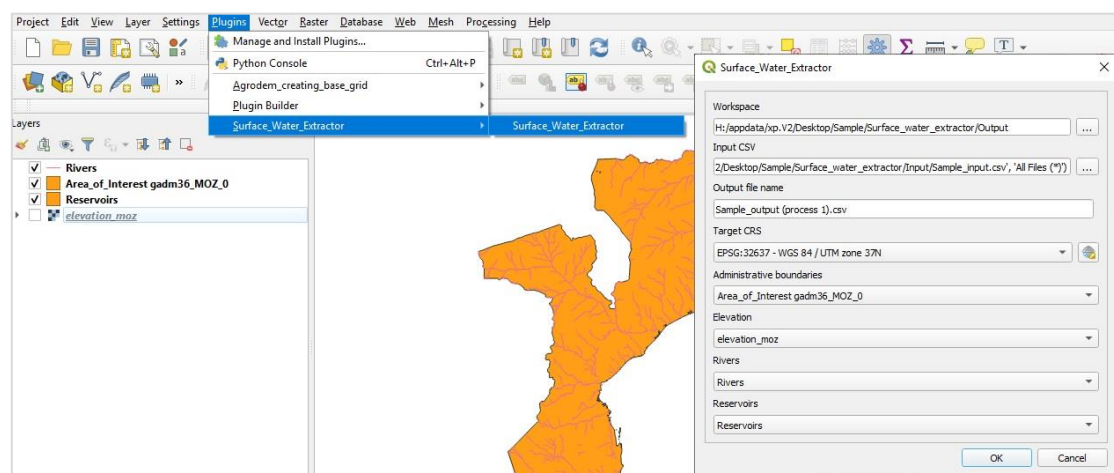 Project Edit View Layer Settings Plugins Vector Raster Database Web Mesh Processing Help
Manage and Install Plugins...
Python Console Ctrl+Alt+P
Agrodem_creating_base_grid
Plugin Builder
Surface_Water_Extractor
Surface_Water_Extractor
Layers
Rivers
Area_of_Interest gadm36_MOZ_0
Reservoirs
elevation_moz
Surface_Water_Extractor
Workspace
H:/appdata/xp.V2/Desktop/Sample/Surface_water_extractor/Output
...
Input CSV
2/Desktop/Sample/Surface_water_extractor/Input/Sample_input.csv', 'All Files (*)')
...
Output file name
Sample_output (process 1).csv
Target CRS
EPSG:32637 - WGS 84 / UTM zone 37N
Administrative boundaries
Area_of_Interest gadm36_MOZ_0
Elevation
elevation_moz
Rivers
Rivers
Reservoirs
Reservoirs
OK Cancel